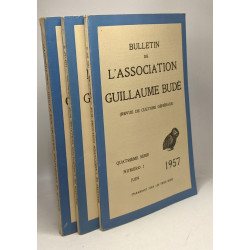 BULLETIN
DE
L'ASSOCIATION
GUILLAUME BUDÉ
(REVUE DE CULTURE GÉNÉRALE)
QUATRIÈME SÉRIE
NUMÉRO 1
1957